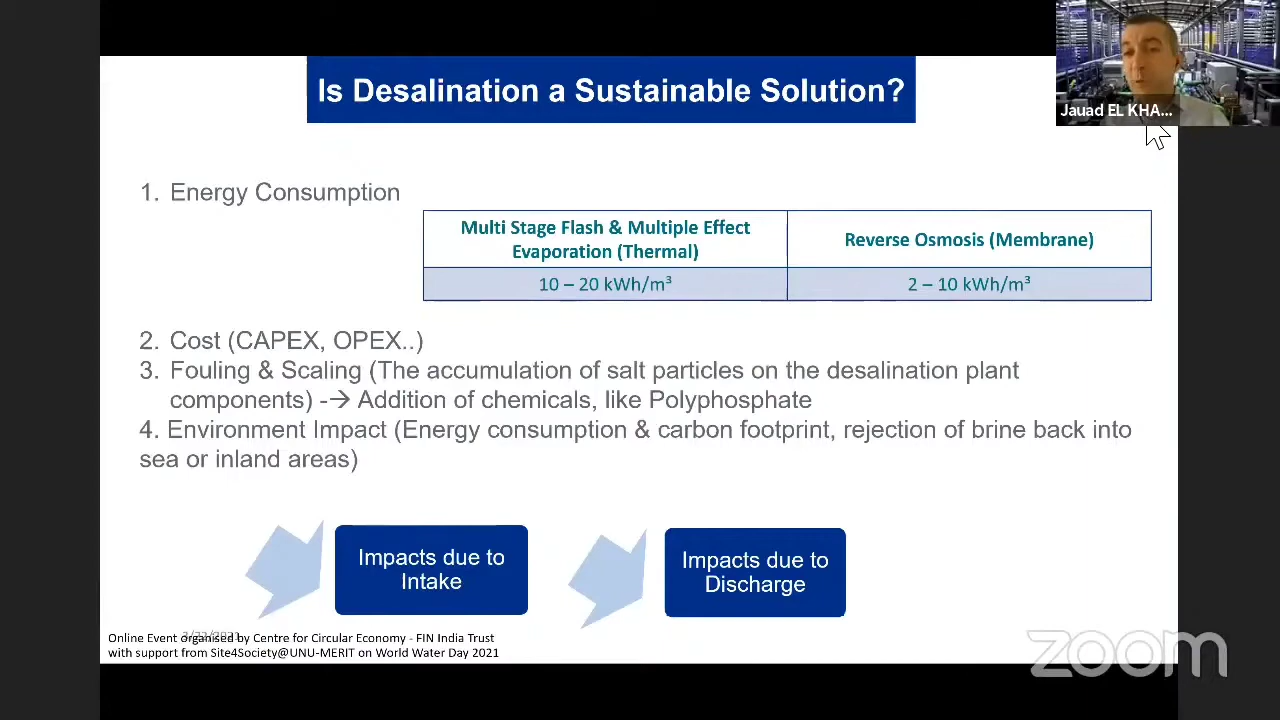 Is Desalination a Sustainable Solution?
Jauad EL KHA...
1. Energy Consumption
Multi Stage Flash & Multiple Effect
Evaporation (Thermal)
Reverse Osmosis (Membrane)
10 – 20 kWh/m³
2 – 10 kWh/m³
2. Cost (CAPEX, OPEX..)
3. Fouling & Scaling (The accumulation of salt particles on the desalination plant
components) -→ Addition of chemicals, like Polyphosphate
4. Environment Impact (Energy consumption & carbon footprint, rejection of brine back into
sea or inland areas)
Impacts due to
Intake
Impacts due to
Discharge
Online Event organised by Centre for Circular Economy - FIN India Trust
with support from Site4Society@UNU-MERIT on World Water Day 2021
zoom